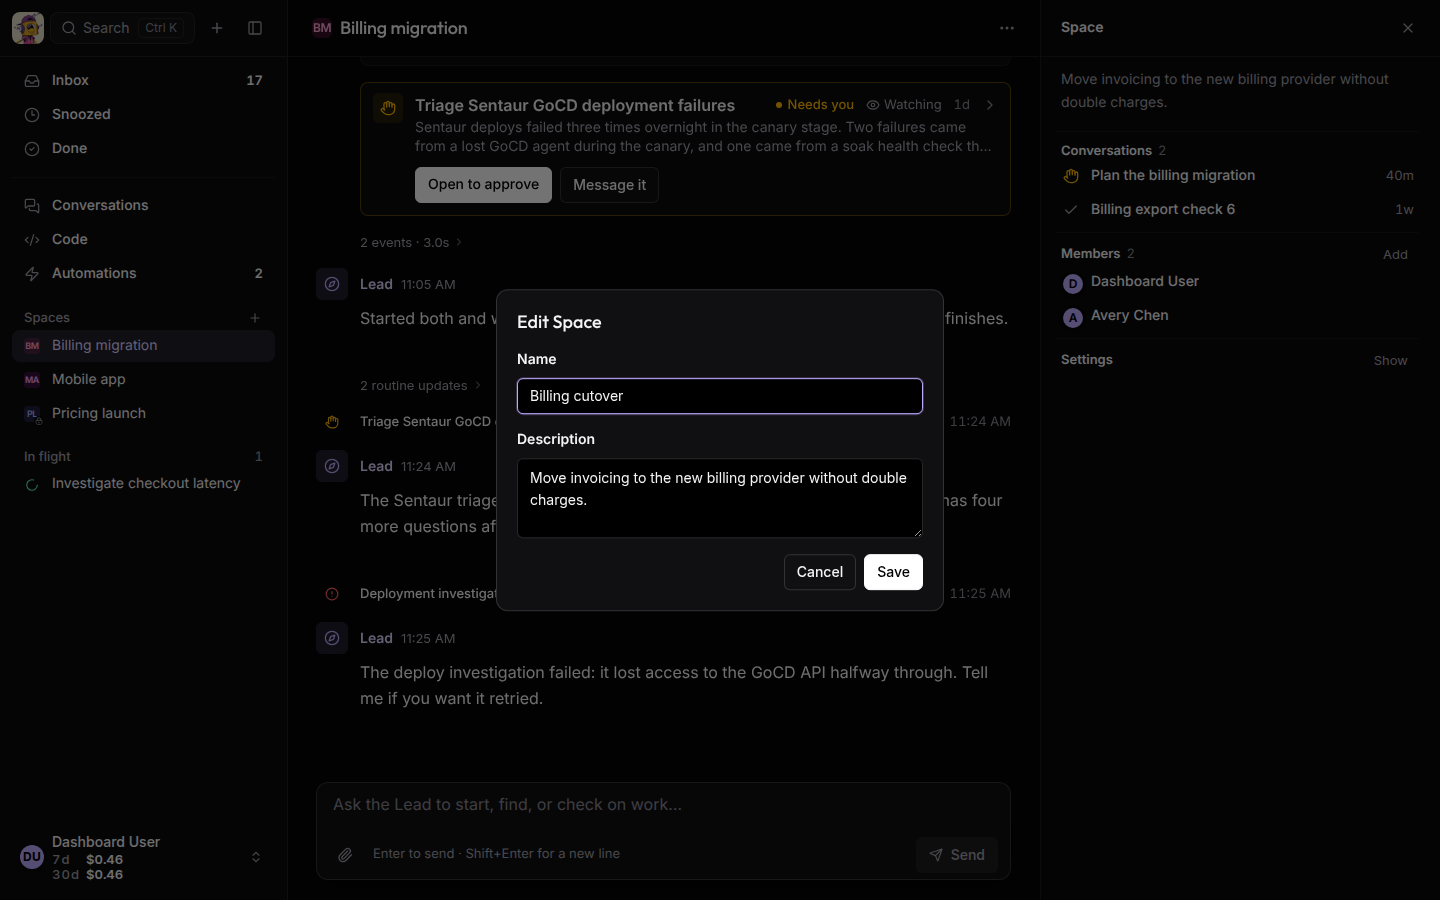 Search Ctrl K
Inbox 17
Snoozed
Done
Conversations
Code
Automations 2
Spaces
BM Billing migration
MA Mobile app
PL Pricing launch
In flight 1
Investigate checkout latency
DU Dashboard User
7d $0.46
30d $0.46
BM Billing migration
Triage Sentaur GoCD deployment failures Needs you Watching 1d
Sentaur deploys failed three times overnight in the canary stage. Two failures came
from a lost GoCD agent during the canary, and one came from a soak health check th...
Open to approve Message it
2 events · 3.0s
Lead 11:05 AM
Started both and finishes.
2 routine updates
Triage Sentaur GoCD 11:24 AM
Lead 11:24 AM
The Sentaur triage has four
more questions
Deployment 11:25 AM
Lead 11:25 AM
The deploy investigation failed: it lost access to the GoCD API halfway through. Tell
me if you want it retried.
Ask the Lead to start, find, or check on work...
Enter to send · Shift+Enter for a new line Send
Edit Space
Name
Billing cutover
Description
Move invoicing to the new billing provider without double
charges.
Cancel Save
Space
Move invoicing to the new billing provider without
double charges.
Conversations 2
Plan the billing migration 40m
Billing export check 6 1w
Members 2 Add
D Dashboard User
A Avery Chen
Settings Show